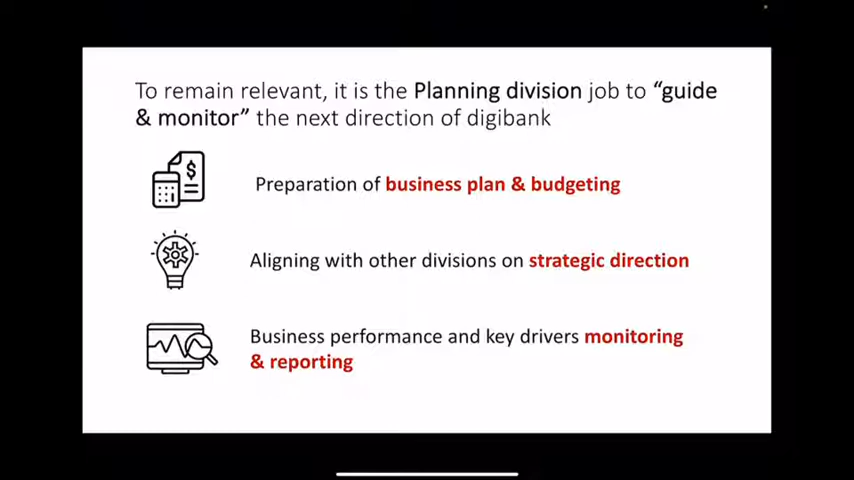 To remain relevant, it is the Planning division job to “guide
& monitor” the next direction of digibank
$
Preparation of business plan & budgeting
Aligning with other divisions on strategic direction
Business performance and key drivers monitoring
& reporting